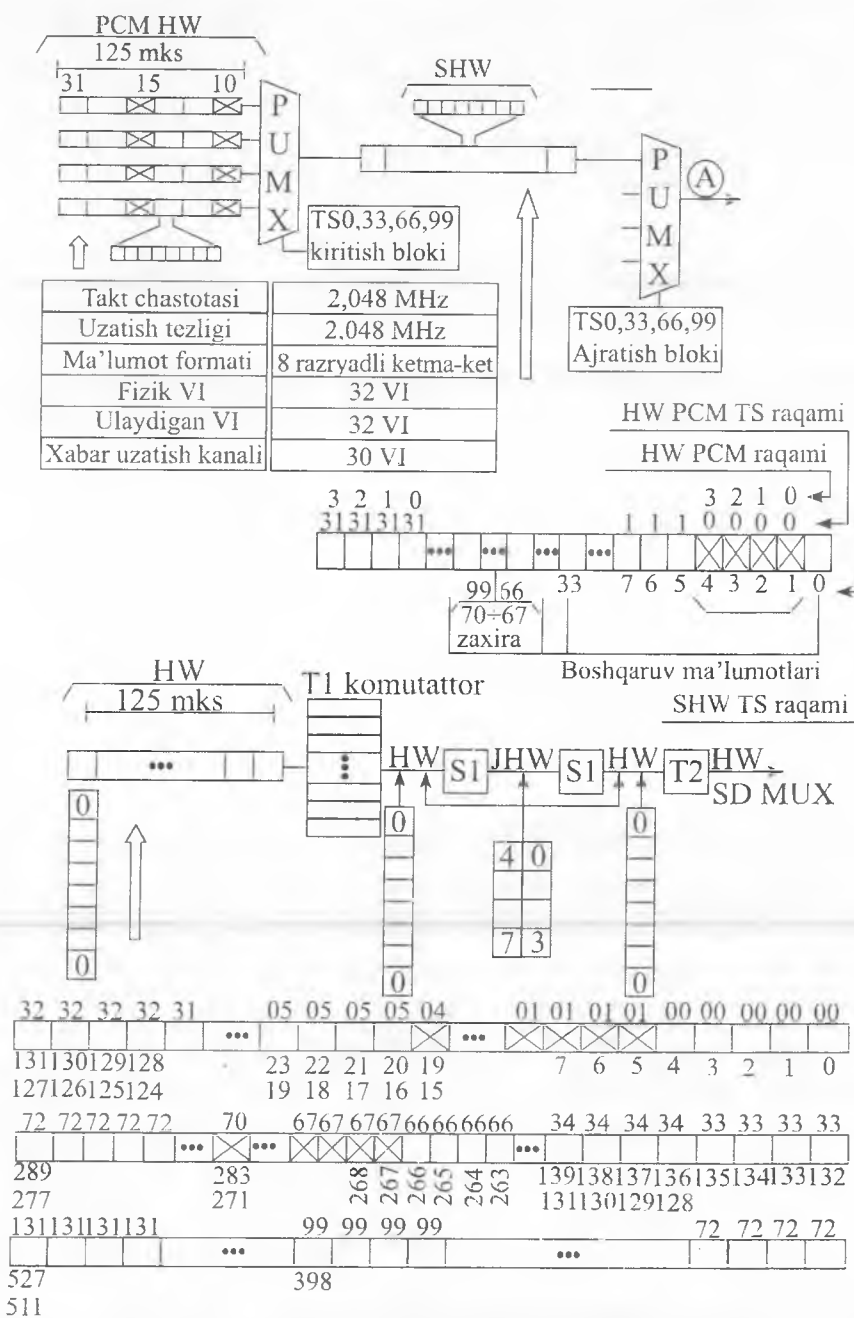 PCM HW
125 mks
31 15 10
SHW
P
U
M
X
P
U
M
X
A
TS0,33,66,99
kiritish bloki
TS0,33,66,99
Ajratish bloki
Takt chastotasi 2,048 MHz
Uzatish tezligi 2,048 MHz
Ma'lumot formati 8 razryadli ketma-ket
Fizik VI 32 VI
Ulaydigan VI 32 VI
Xabar uzatish kanali 30 VI
HW PCM TS raqami
HW PCM raqami
3 2 1 0 3 2 1 0
31 31 31 31 1 1 1 0 0 0 0
••• ••• ••• •••
99 56 33 7 6 5 4 3 2 1 0
70÷67
zaxira
Boshqaruv ma'lumotlari
SHW TS raqami
HW
125 mks
T1 komutattor
•••
HW S1 JHW S1 HW T2 HW
SD MUX
0 0 0
4 0
7 3
0 0 0
32 32 32 32 31 05 05 05 05 04 01 01 01 01 00 00 00 00 00
••• •••
131 130 129 128 23 22 21 20 19 7 6 5 4 3 2 1 0
127 126 125 124 19 18 17 16 15
72 72 72 72 72 70 67 67 67 67 66 66 66 66 34 34 34 34 33 33 33 33
••• ••• •••
289 283 268 267 266 265 264 263 139 138 137 136 135 134 133 132
277 271 131 130 129 128
131 131 131 131 99 99 99 99 72 72 72 72
••• ••• •••
527 398
511